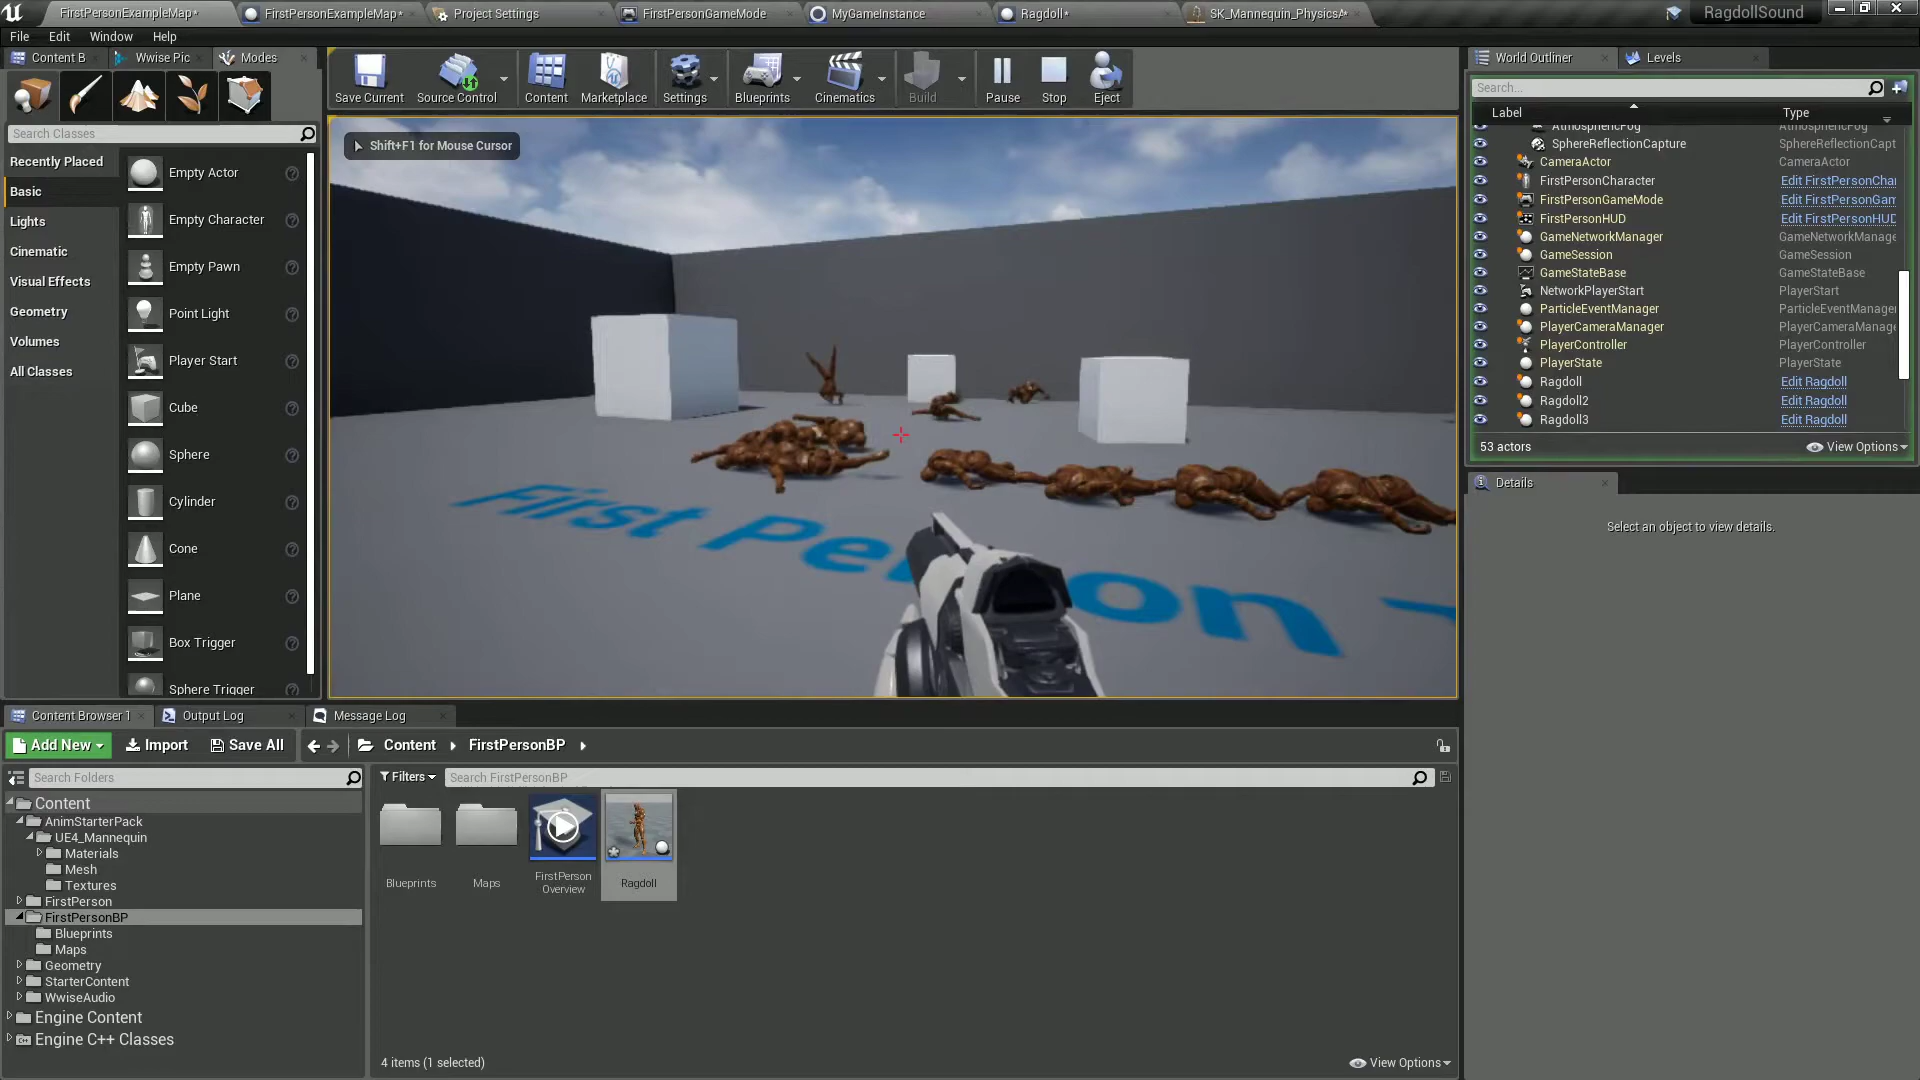 FirstPersonExampleMap*
FirstPersonExampleMap*
Project Settings
FirstPersonGameMode
MyGameInstance
Ragdoll*
SK_Mannequin_PhysicsA*
RagdollSound
File
Edit
Window
Help
Content B
Wwise Pic
Modes
Save Current
Source Control
Content
Marketplace
Settings
Blueprints
Cinematics
Build
Pause
Stop
Eject
Search Classes
Recently Placed
Basic
Lights
Cinematic
Visual Effects
Geometry
Volumes
All Classes
Empty Actor
Empty Character
Empty Pawn
Point Light
Player Start
Cube
Sphere
Cylinder
Cone
Plane
Box Trigger
Sphere Trigger
Shift+F1 for Mouse Cursor
First Person T
World Outliner
Levels
Search...
Label
Type
AtmosphericFog
AtmosphericFog
SphereReflectionCapture
SphereReflectionCapt
CameraActor
CameraActor
FirstPersonCharacter
Edit FirstPersonChar
FirstPersonGameMode
Edit FirstPersonGam
FirstPersonHUD
Edit FirstPersonHUD
GameNetworkManager
GameNetworkManage
GameSession
GameSession
GameStateBase
GameStateBase
NetworkPlayerStart
PlayerStart
ParticleEventManager
ParticleEventManager
PlayerCameraManager
PlayerCameraManage
PlayerController
PlayerController
PlayerState
PlayerState
Ragdoll
Edit Ragdoll
Ragdoll2
Edit Ragdoll
Ragdoll3
Edit Ragdoll
53 actors
View Options
Details
Select an object to view details.
Content Browser 1
Output Log
Message Log
Add New
Import
Save All
Content
FirstPersonBP
Search Folders
Filters
Search FirstPersonBP
Content
AnimStarterPack
UE4_Mannequin
Materials
Mesh
Textures
FirstPerson
FirstPersonBP
Blueprints
Maps
Geometry
StarterContent
WwiseAudio
Engine Content
Engine C++ Classes
Blueprints
Maps
FirstPerson
Overview
Ragdoll
4 items (1 selected)
View Options